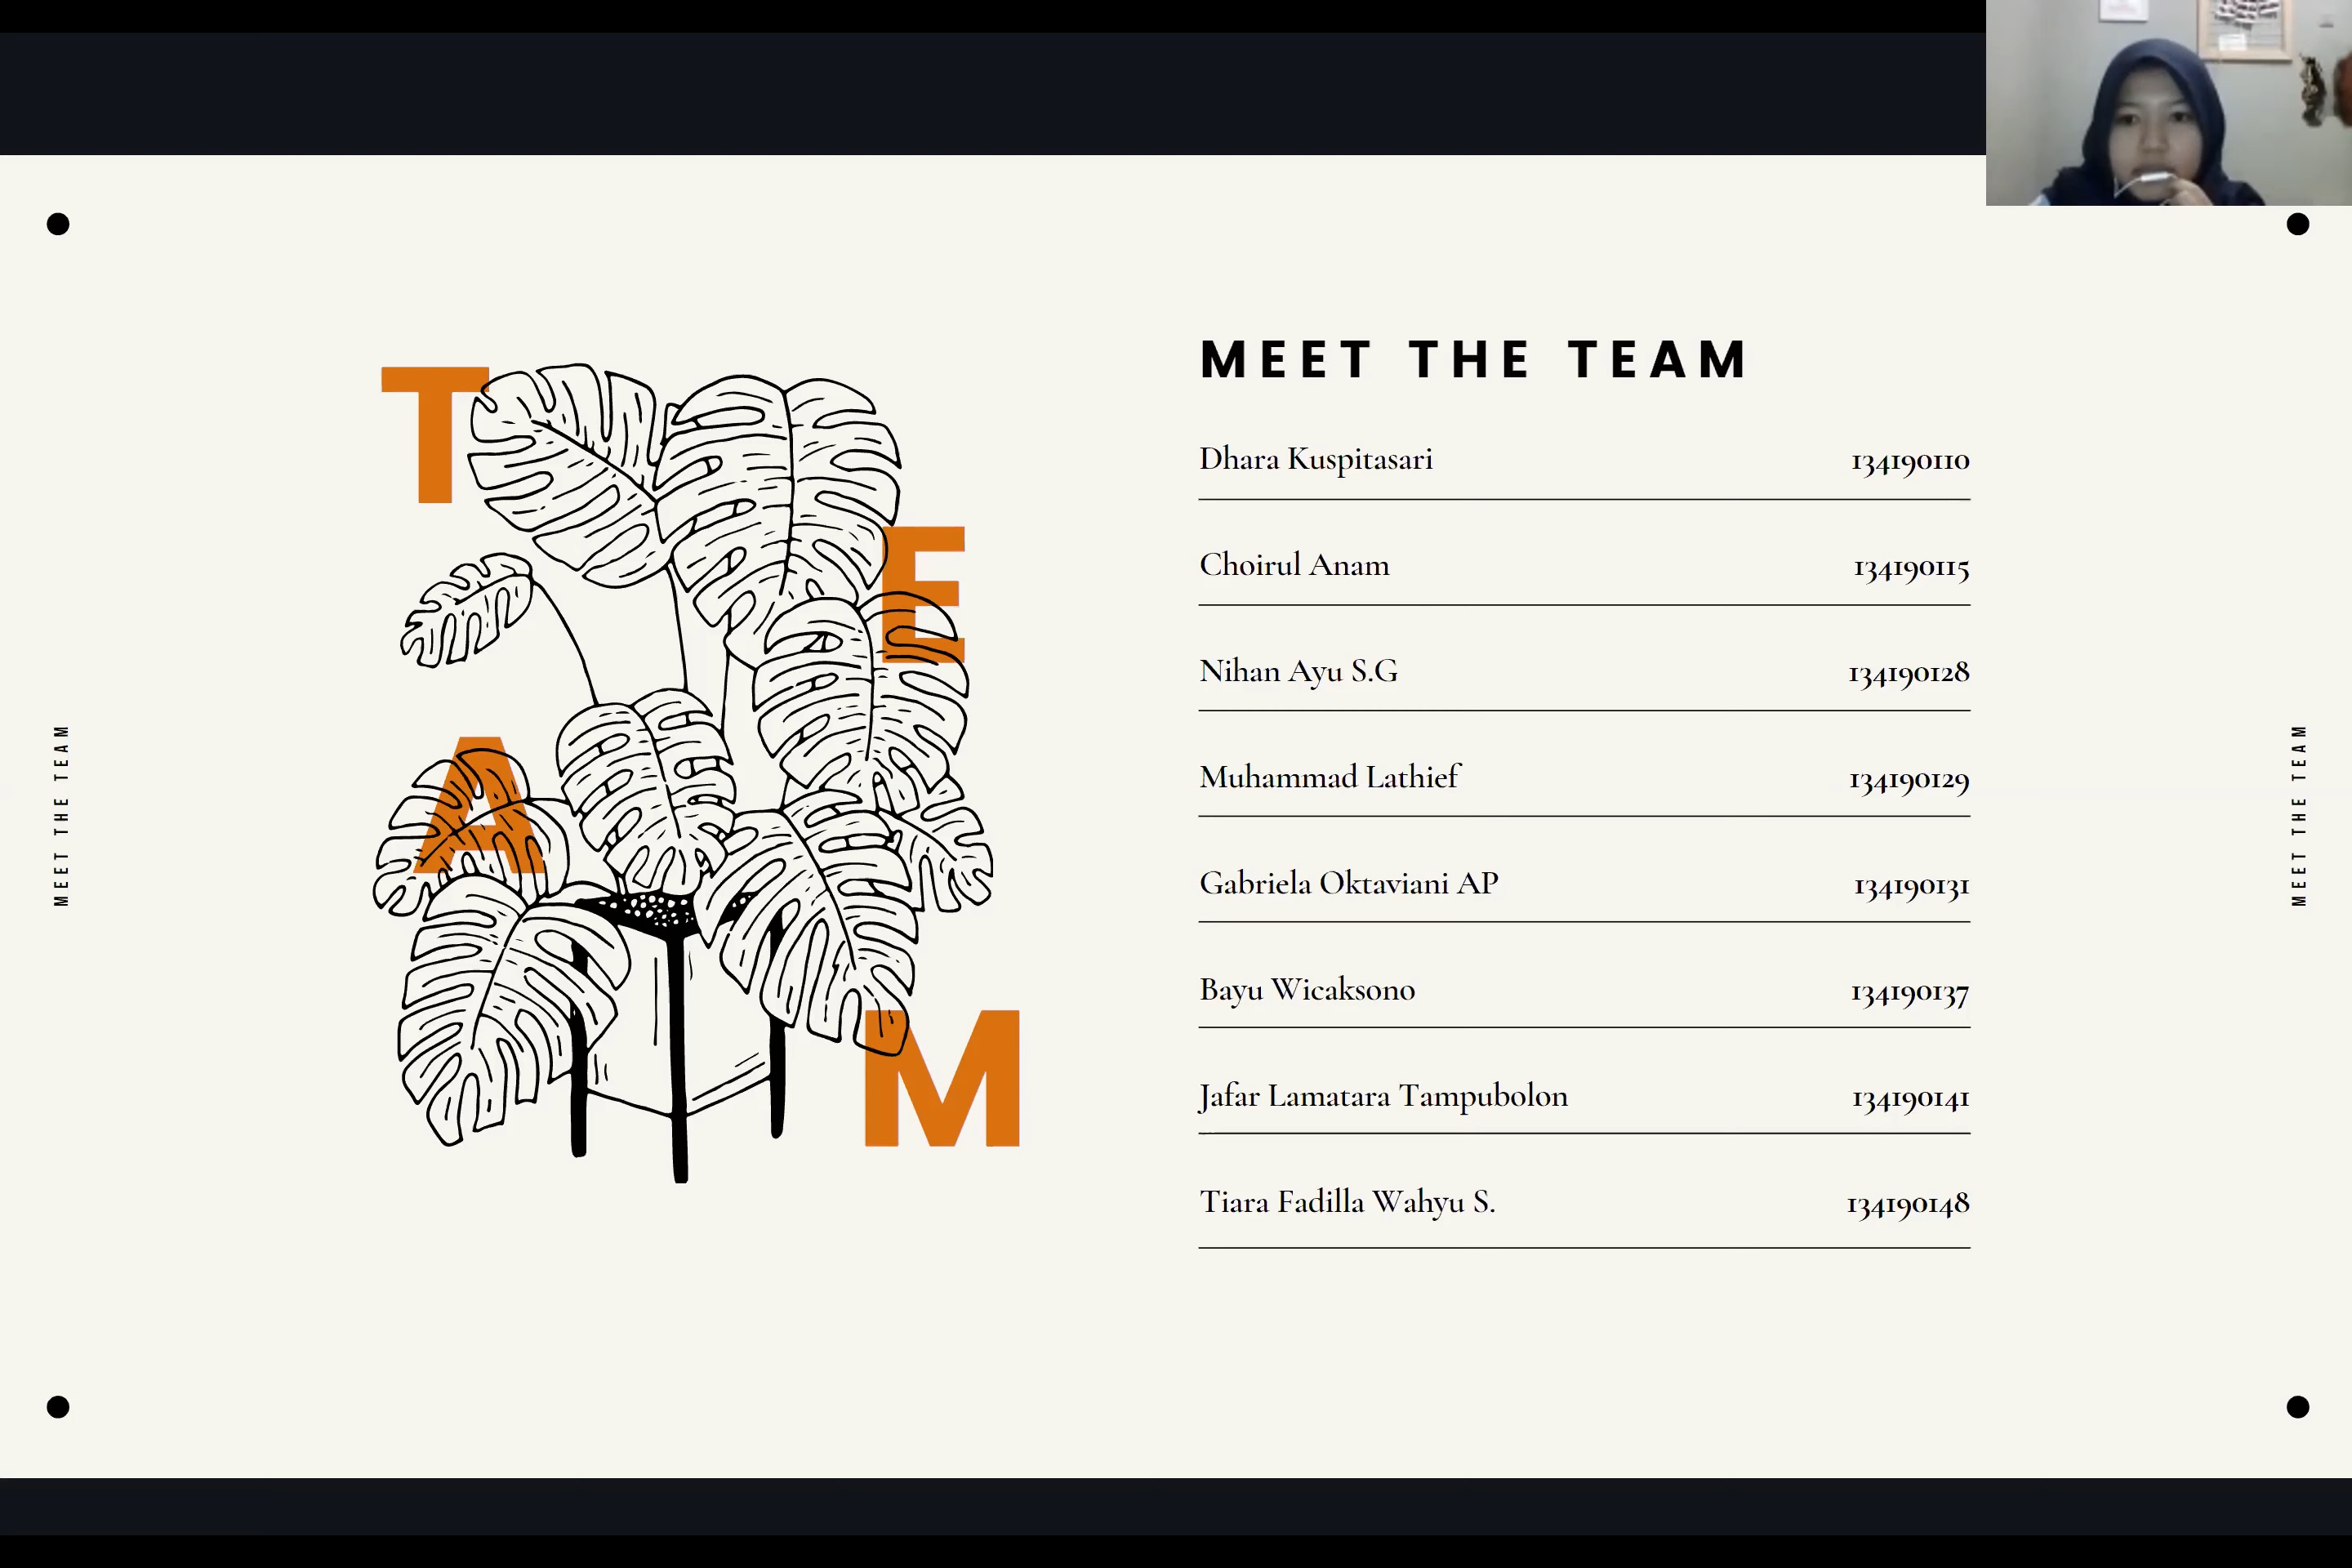 MEET THE TEAM
T
E
A
M
MEET THE TEAM
Dhara Kuspitasari 134190110
Choirul Anam 134190115
Nihan Ayu S.G 134190128
Muhammad Lathief 134190129
Gabriela Oktaviani AP 134190131
Bayu Wicaksono 134190137
Jafar Lamatara Tampubolon 134190141
Tiara Fadilla Wahyu S. 134190148
MEET THE TEAM